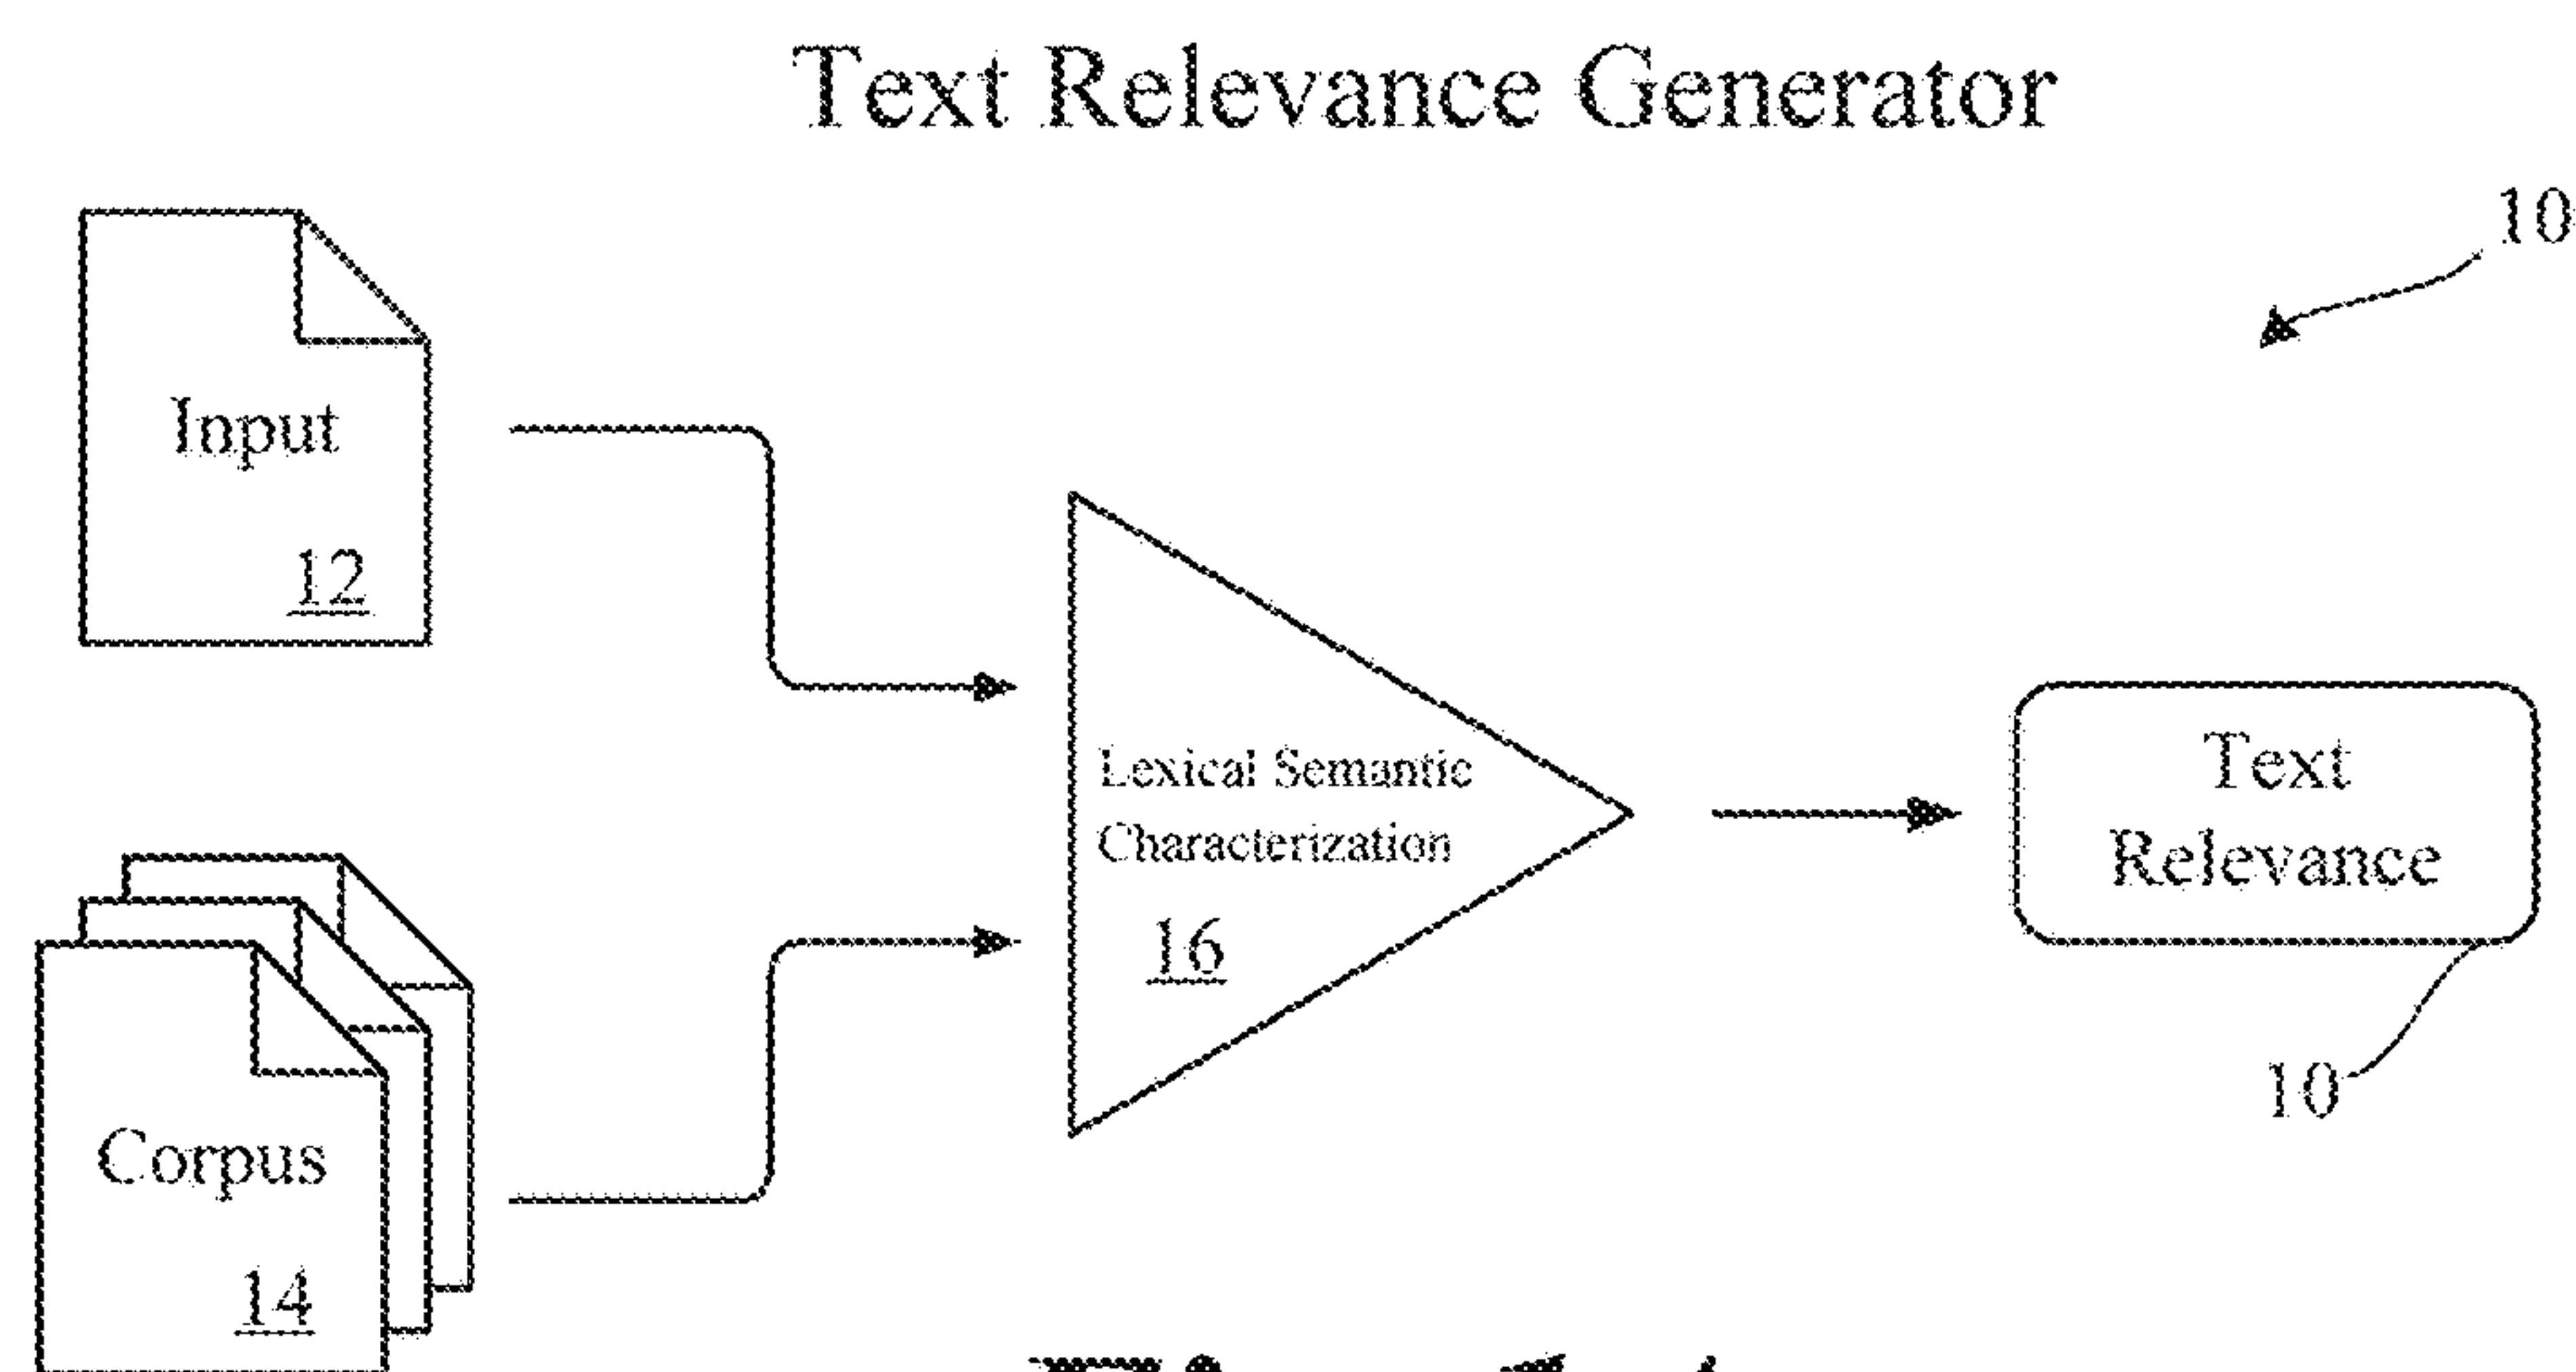 Text Relevance Generator
10
Input
12
Lexical Semantic
Characterization
16
Text
Relevance
10
Corpus
14